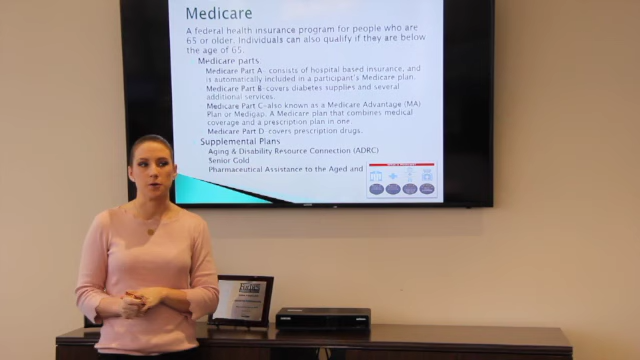 Medicare
A federal health insurance program for people who are
65 or older. Individuals can also qualify if they are below
the age of 65.
Medicare parts
Medicare Part A- consists of hospital based insurance, and
is automatically included in a participant's Medicare plan.
Medicare Part B-covers diabetes supplies and several
additional services.
Medicare Part C-also known as a Medicare Advantage (MA)
Plan or Medigap. A Medicare plan that combines medical
coverage and a prescription plan in one.
Medicare Part D covers prescription drugs.
Supplemental Plans
Aging & Disability Resource Connection (ADRC)
Senior Gold
Pharmaceutical Assistance to the Aged and